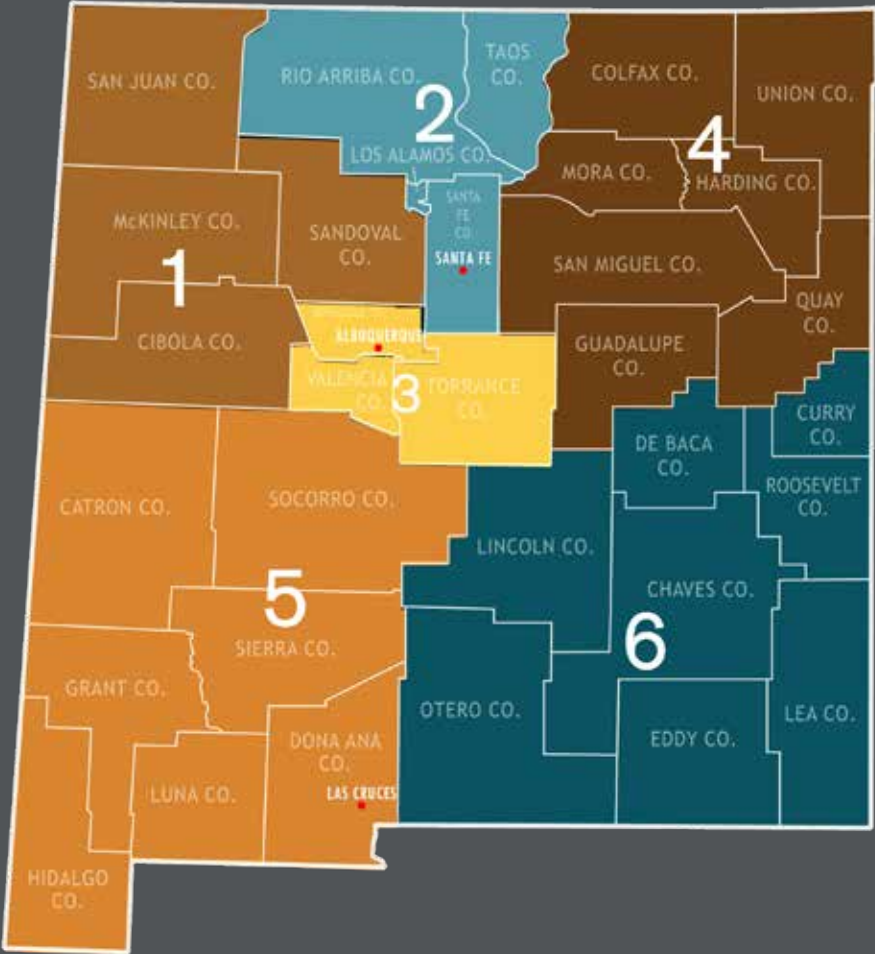 SAN JUAN CO.
RIO ARRIBA CO.
TAOS
CO.
COLFAX CO.
UNION CO.
2
LOS ALAMOS CO.
4
MORA CO.
HARDING CO.
McKINLEY CO.
SANDOVAL
CO.
SANTA
FE
CO.
SANTA FE
SAN MIGUEL CO.
1
QUAY
CO.
CIBOLA CO.
ALBUQUERQUE
GUADALUPE
CO.
VALENCIA
CO.
3
TORRANCE
CO.
CURRY
CO.
DE BACA
CO.
ROOSEVELT
CO.
CATRON CO.
SOCORRO CO.
LINCOLN CO.
5
CHAVES CO.
SIERRA CO.
6
GRANT CO.
OTERO CO.
LEA CO.
DONA ANA
CO.
EDDY CO.
LUNA CO.
LAS CRUCES
HIDALGO
CO.